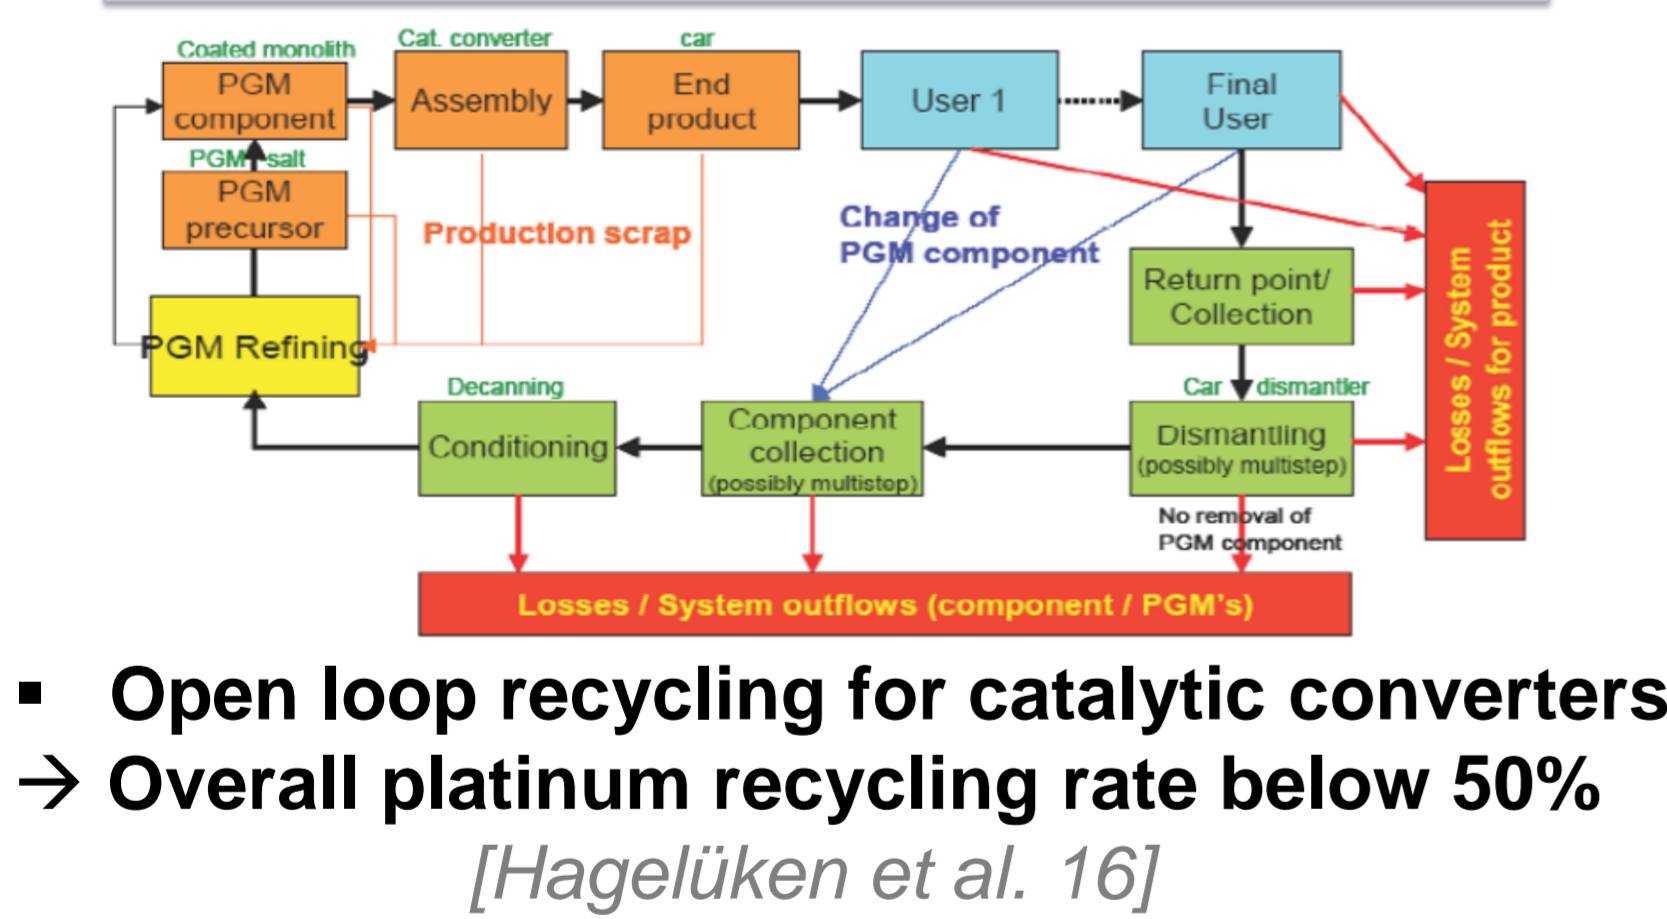 Coated monolith
PGM
component
Cat. converter
Assembly
car
End
product
User 1
Final
User
PGM salt
PGM
precursor
Production scrap
Change of
PGM component
PGM Refining
Return point/
Collection
Losses / System
outflows for product
Decanning
Conditioning
Component
collection
(possibly multistep)
Car dismantler
Dismantling
(possibly multistep)
No removal of
PGM component
Losses / System outflows (component / PGM's)
▪ Open loop recycling for catalytic converters
→ Overall platinum recycling rate below 50%
[Hagelüken et al. 16]